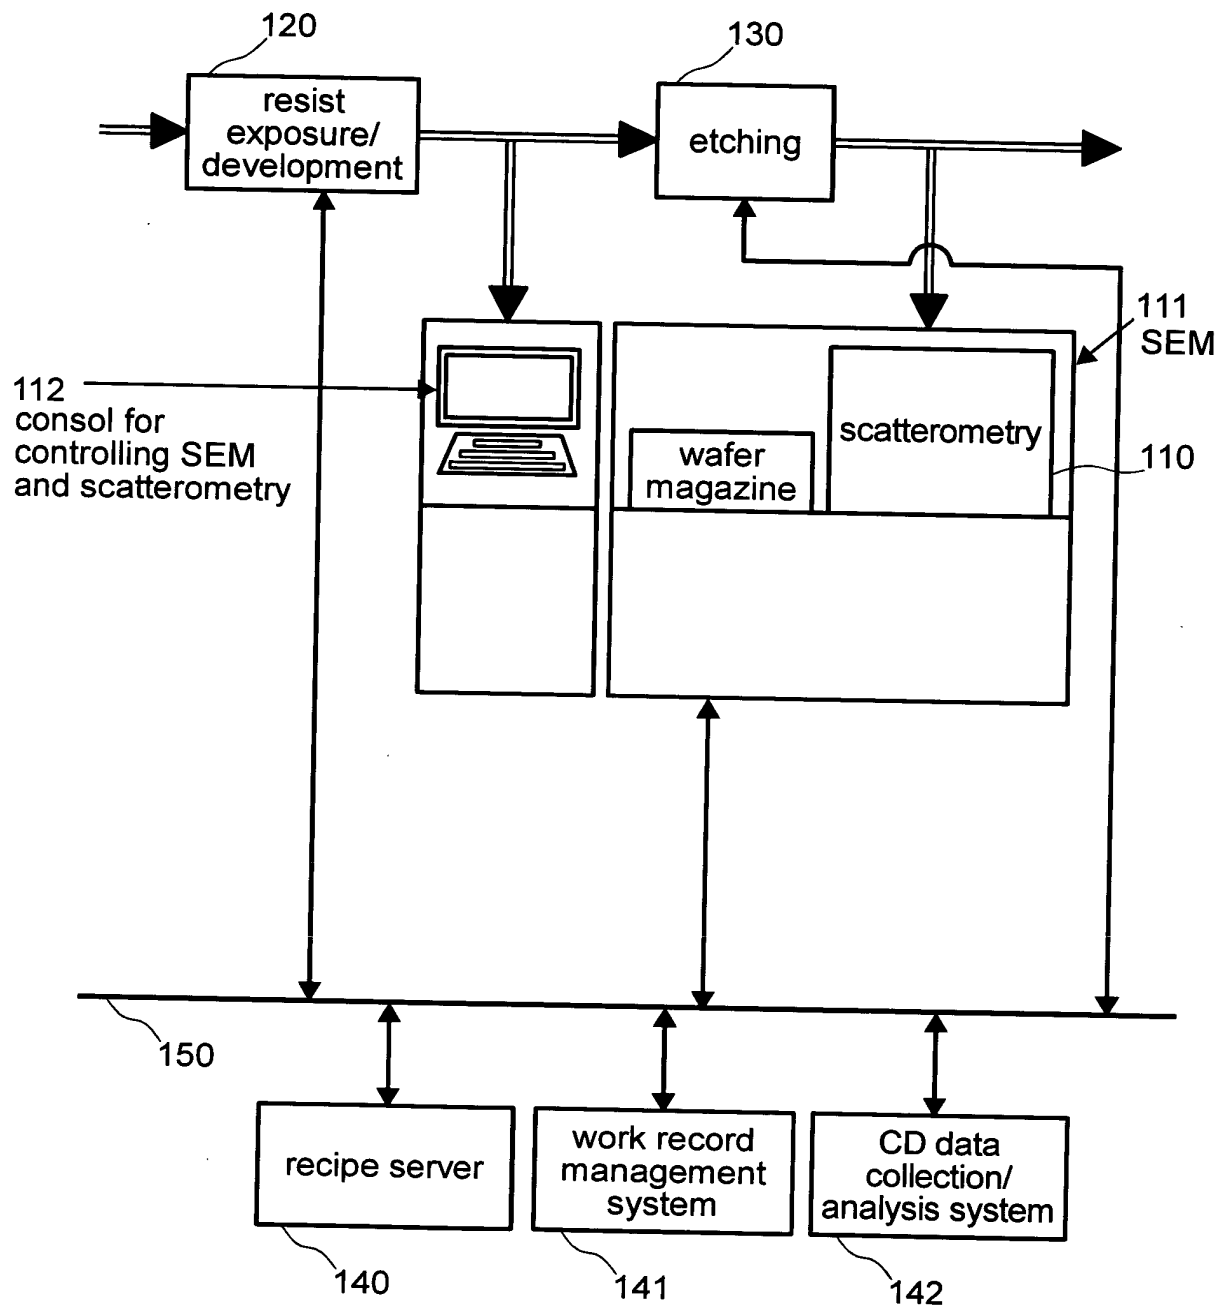 120
130
resist
exposure/
development
etching
111
SEM
112
consol for
controlling SEM
and scatterometry
scatterometry
wafer
magazine
110
150
recipe server
work record
management
system
CD data
collection/
analysis system
140
141
142